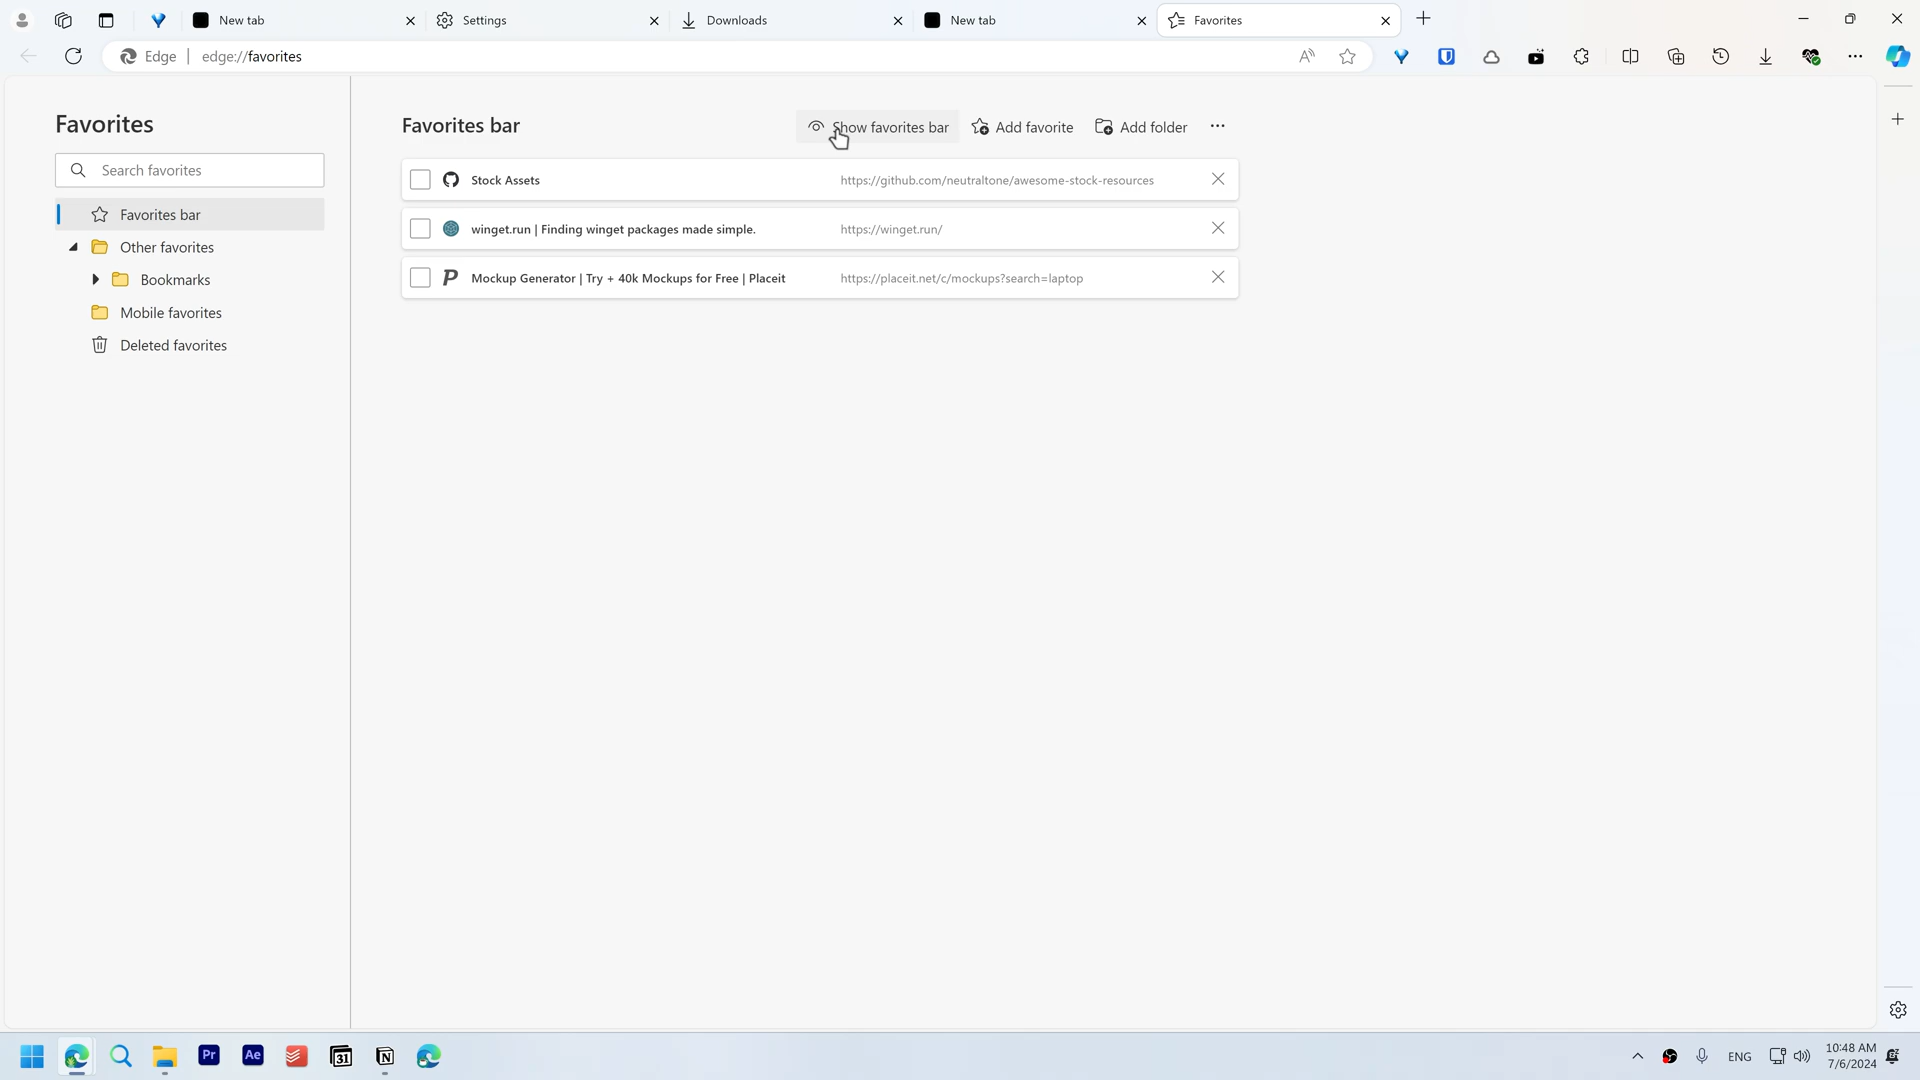 New tab
Settings
Downloads
New tab
Favorites
Edge
edge://favorites
Favorites
Search favorites
Favorites bar
Other favorites
Bookmarks
Mobile favorites
Deleted favorites
Favorites bar
Show favorites bar
Add favorite
Add folder
Stock Assets
https://github.com/neutraltone/awesome-stock-resources
winget.run | Finding winget packages made simple.
https://winget.run/
Mockup Generator | Try + 40k Mockups for Free | Placeit
https://placeit.net/c/mockups?search=laptop
Pr
Ae
31
N
ENG
10:48 AM
7/6/2024